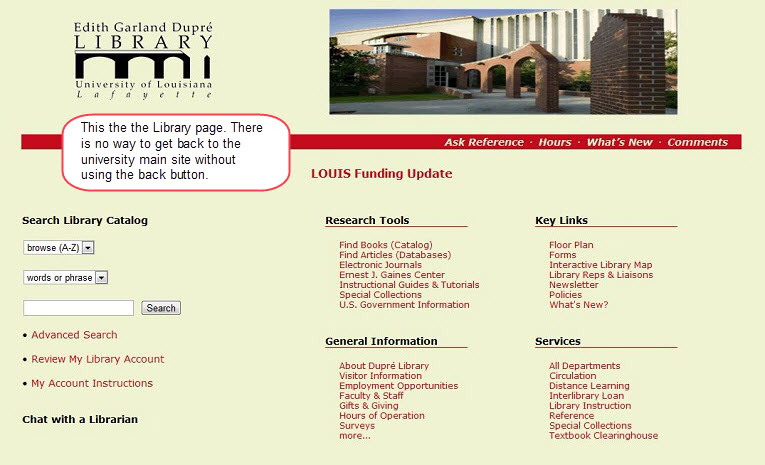 Edith Garland Dupré
LIBRARY
University of Louisiana
Lafayette
This the the Library page. There
is no way to get back to the
university main site without
using the back button.
Ask Reference · Hours · What's New · Comments
LOUIS Funding Update
Search Library Catalog
browse (A-Z)
words or phrase
Search
• Advanced Search
• Review My Library Account
• My Account Instructions
Chat with a Librarian
Research Tools
Find Books (Catalog)
Find Articles (Databases)
Electronic Journals
Ernest J. Gaines Center
Instructional Guides & Tutorials
Special Collections
U.S. Government Information
General Information
About Dupré Library
Visitor Information
Employment Opportunities
Faculty & Staff
Gifts & Giving
Hours of Operation
Surveys
more...
Key Links
Floor Plan
Forms
Interactive Library Map
Library Reps & Liaisons
Newsletter
Policies
What's New?
Services
All Departments
Circulation
Distance Learning
Interlibrary Loan
Library Instruction
Reference
Special Collections
Textbook Clearinghouse